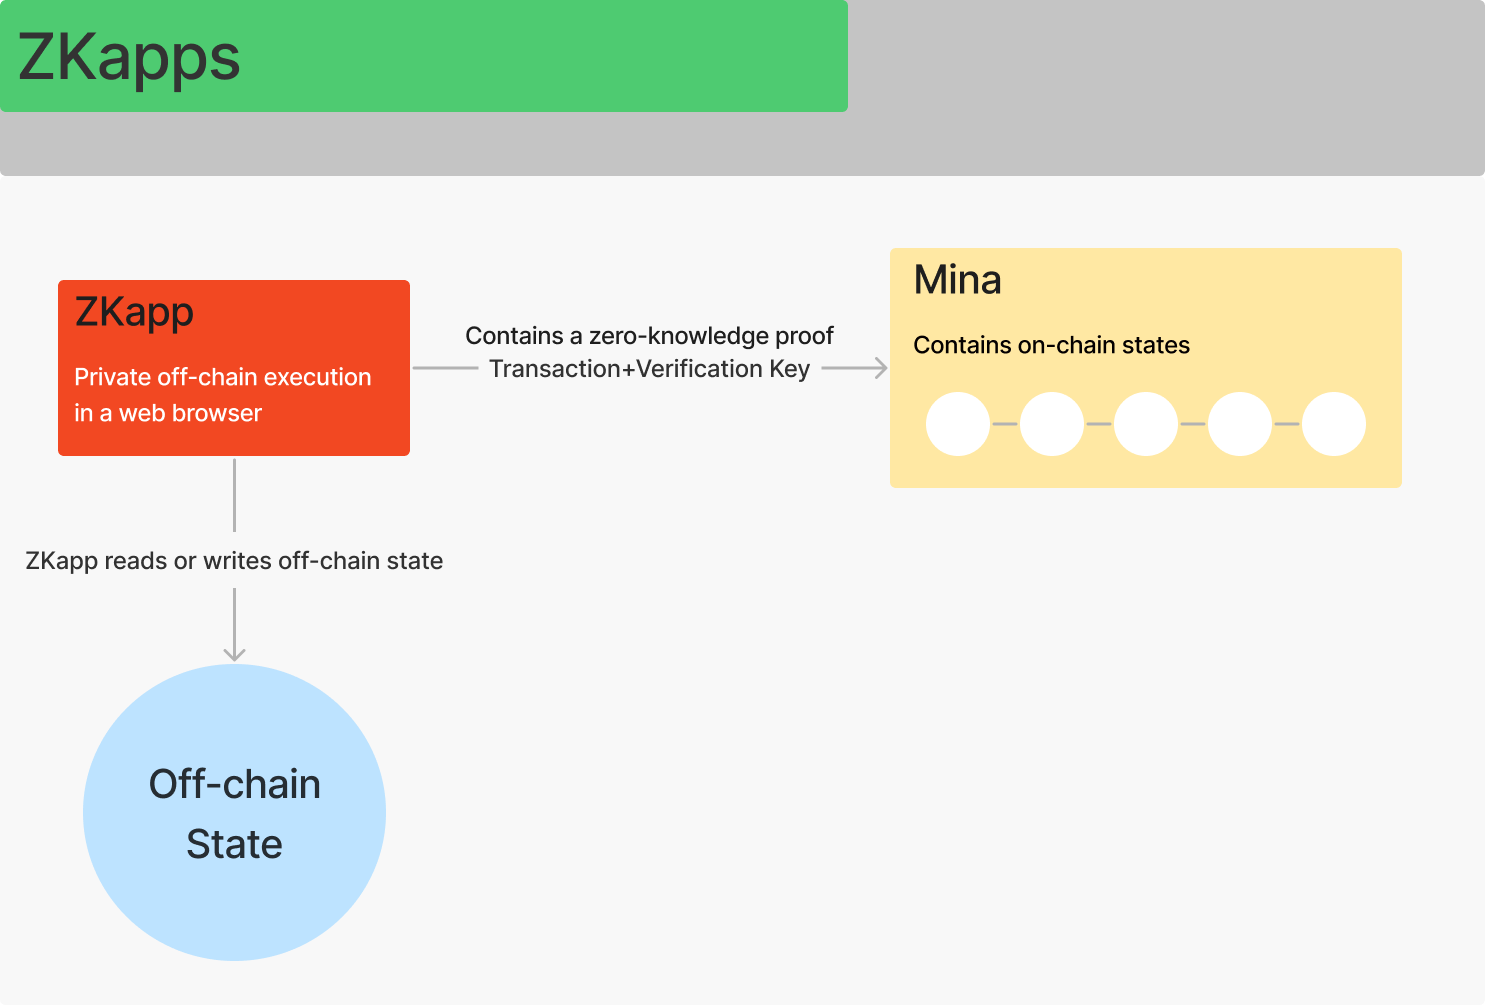 ZKapps
ZKapp
Private off-chain execution
in a web browser
Contains a zero-knowledge proof
Transaction+Verification Key
Mina
Contains on-chain states
ZKapp reads or writes off-chain state
Off-chain
State